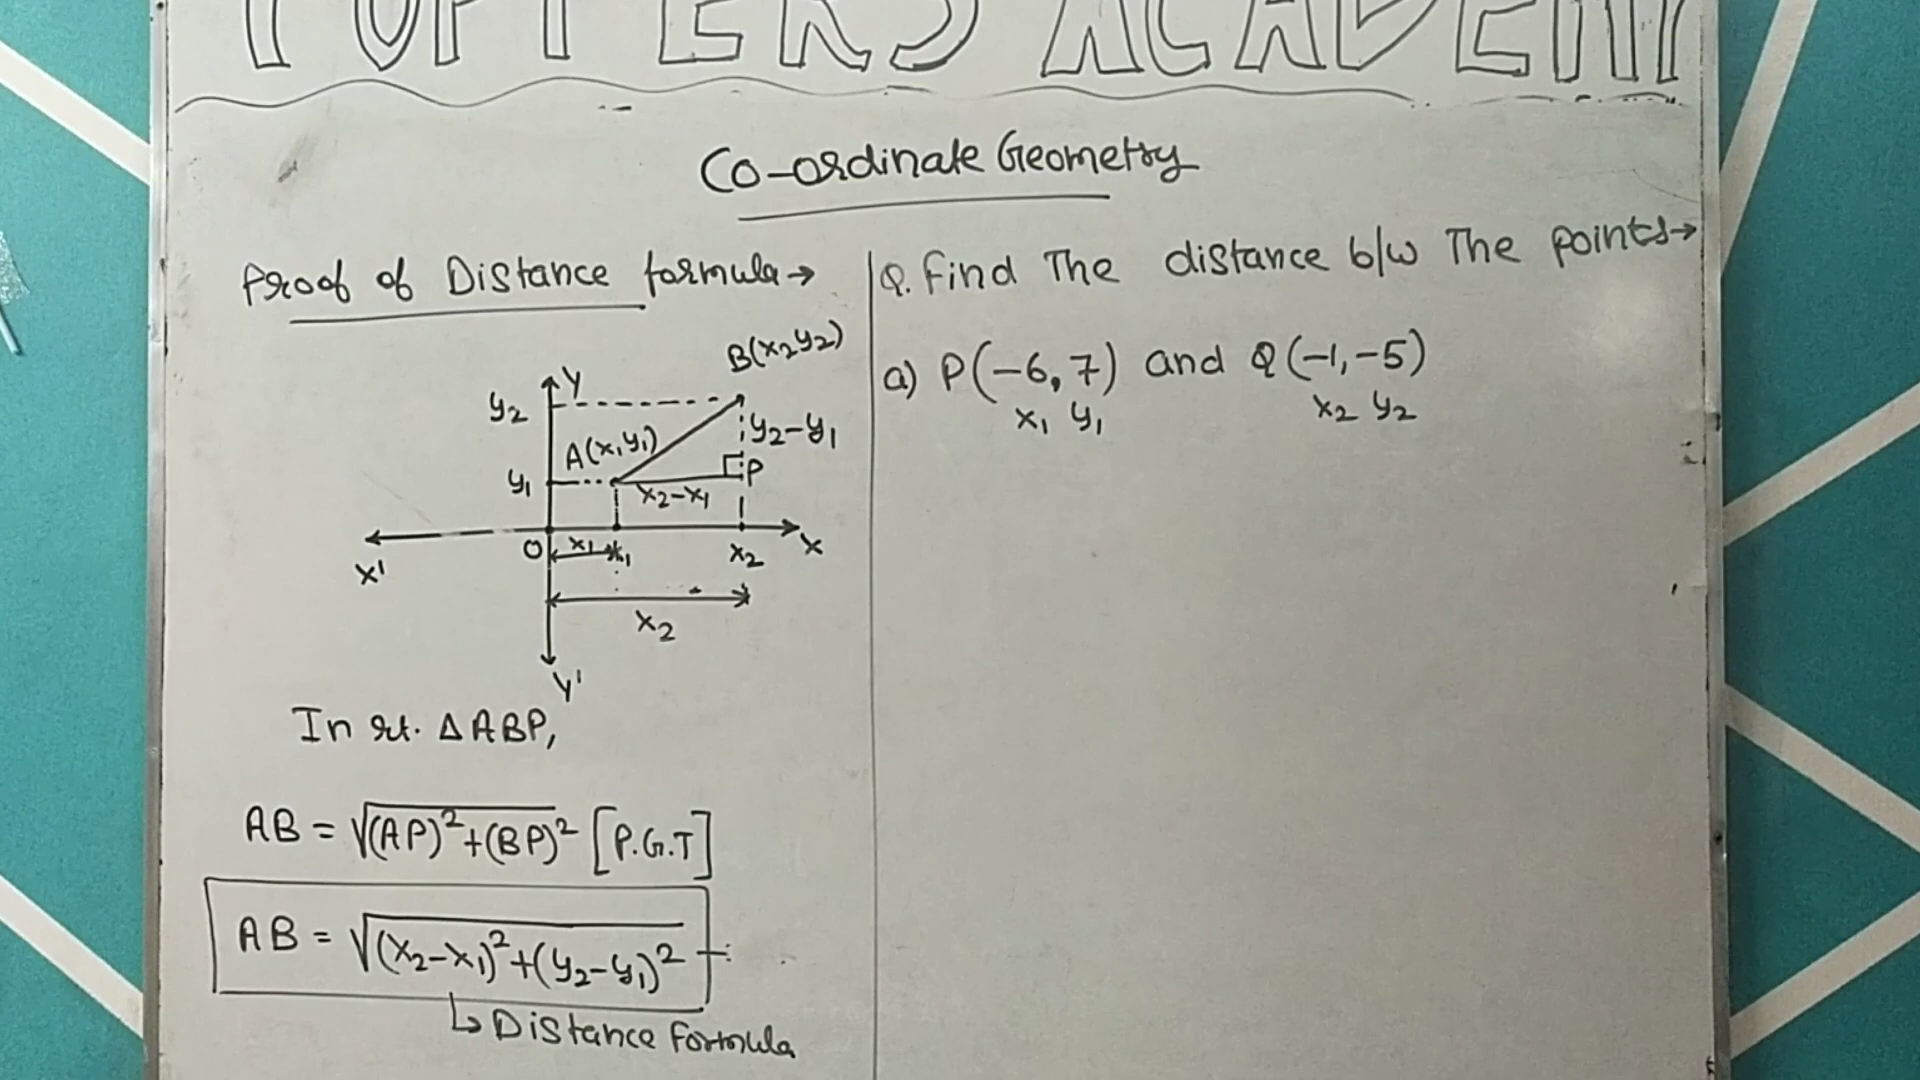 TOPPERS ACADEMY
Co-ordinate Geometry
Proof of Distance formula→
B(x2y2)
Y
y2
A(x1y1)
y2-y1
P
y1
x2-x1
O
x1
x1
x2
X
X'
x2
Y'
In rt. ΔABP,
AB = √(AP)²+(BP)² [P.G.T]
AB = √(x2-x1)²+(y2-y1)²
↳ Distance Formula
Q. Find The distance b/w The points→
a) P(-6,7) and Q(-1,-5)
x1 y1 x2 y2